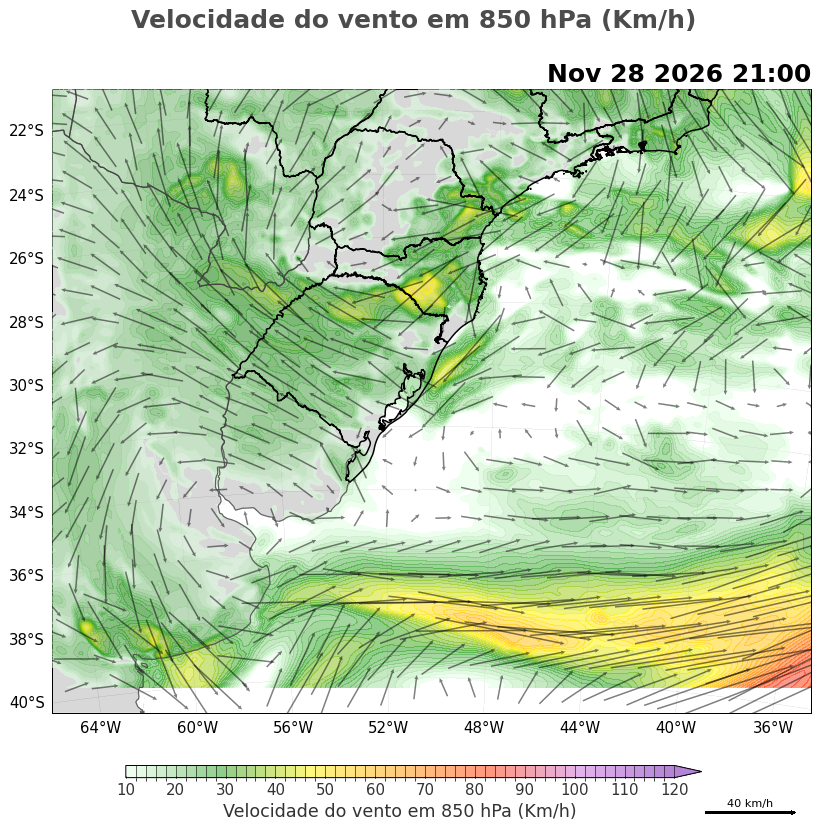 Velocidade do vento em 850 hPa (Km/h)
Nov 28 2026 21:00
22°S
24°S
26°S
28°S
30°S
32°S
34°S
36°S
38°S
40°S
64°W 60°W 56°W 52°W 48°W 44°W 40°W 36°W
10 20 30 40 50 60 70 80 90 100 110 120
Velocidade do vento em 850 hPa (Km/h)
40 km/h